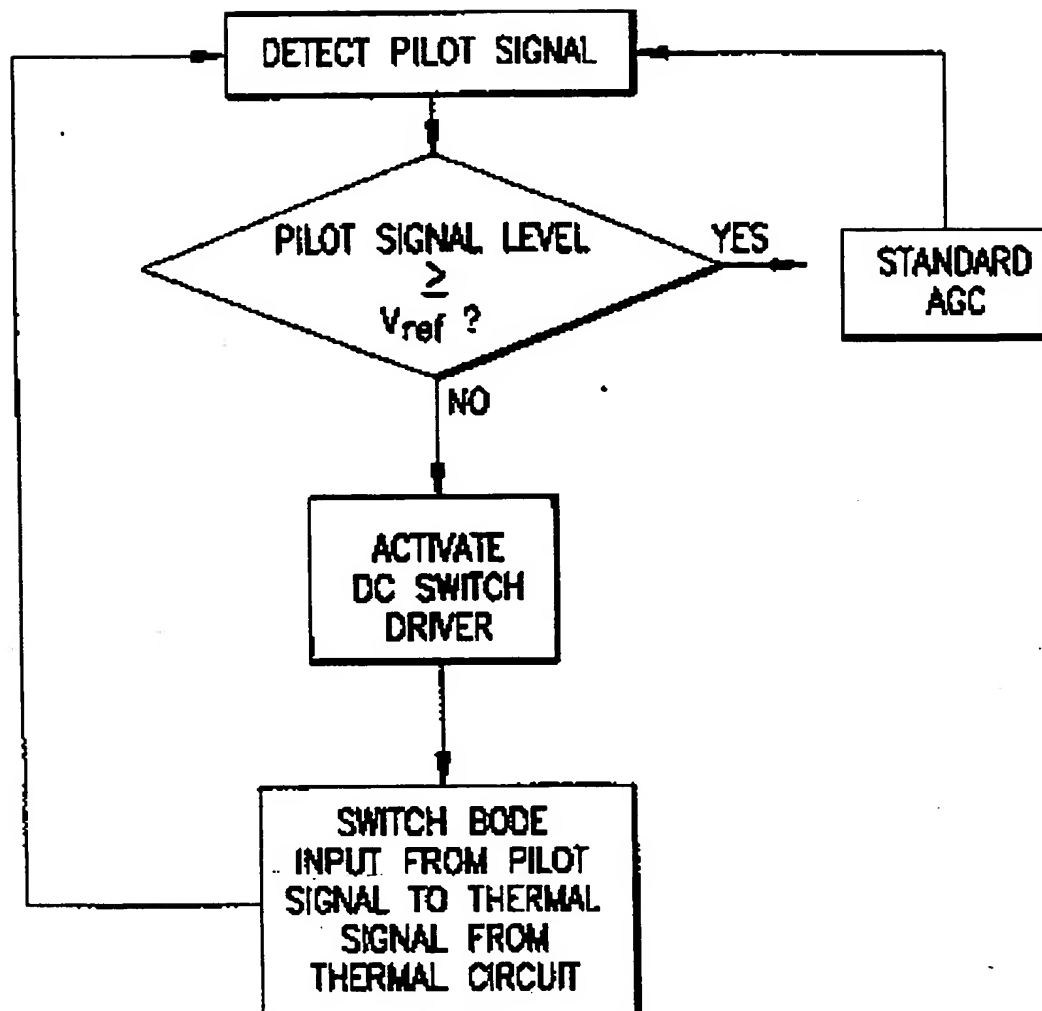 DETECT PILOT SIGNAL
PILOT SIGNAL LEVEL
≥
Vref ?
YES
STANDARD
AGC
NO
ACTIVATE
DC SWITCH
DRIVER
SWITCH BODE
INPUT FROM PILOT
SIGNAL TO THERMAL
SIGNAL FROM
THERMAL CIRCUIT